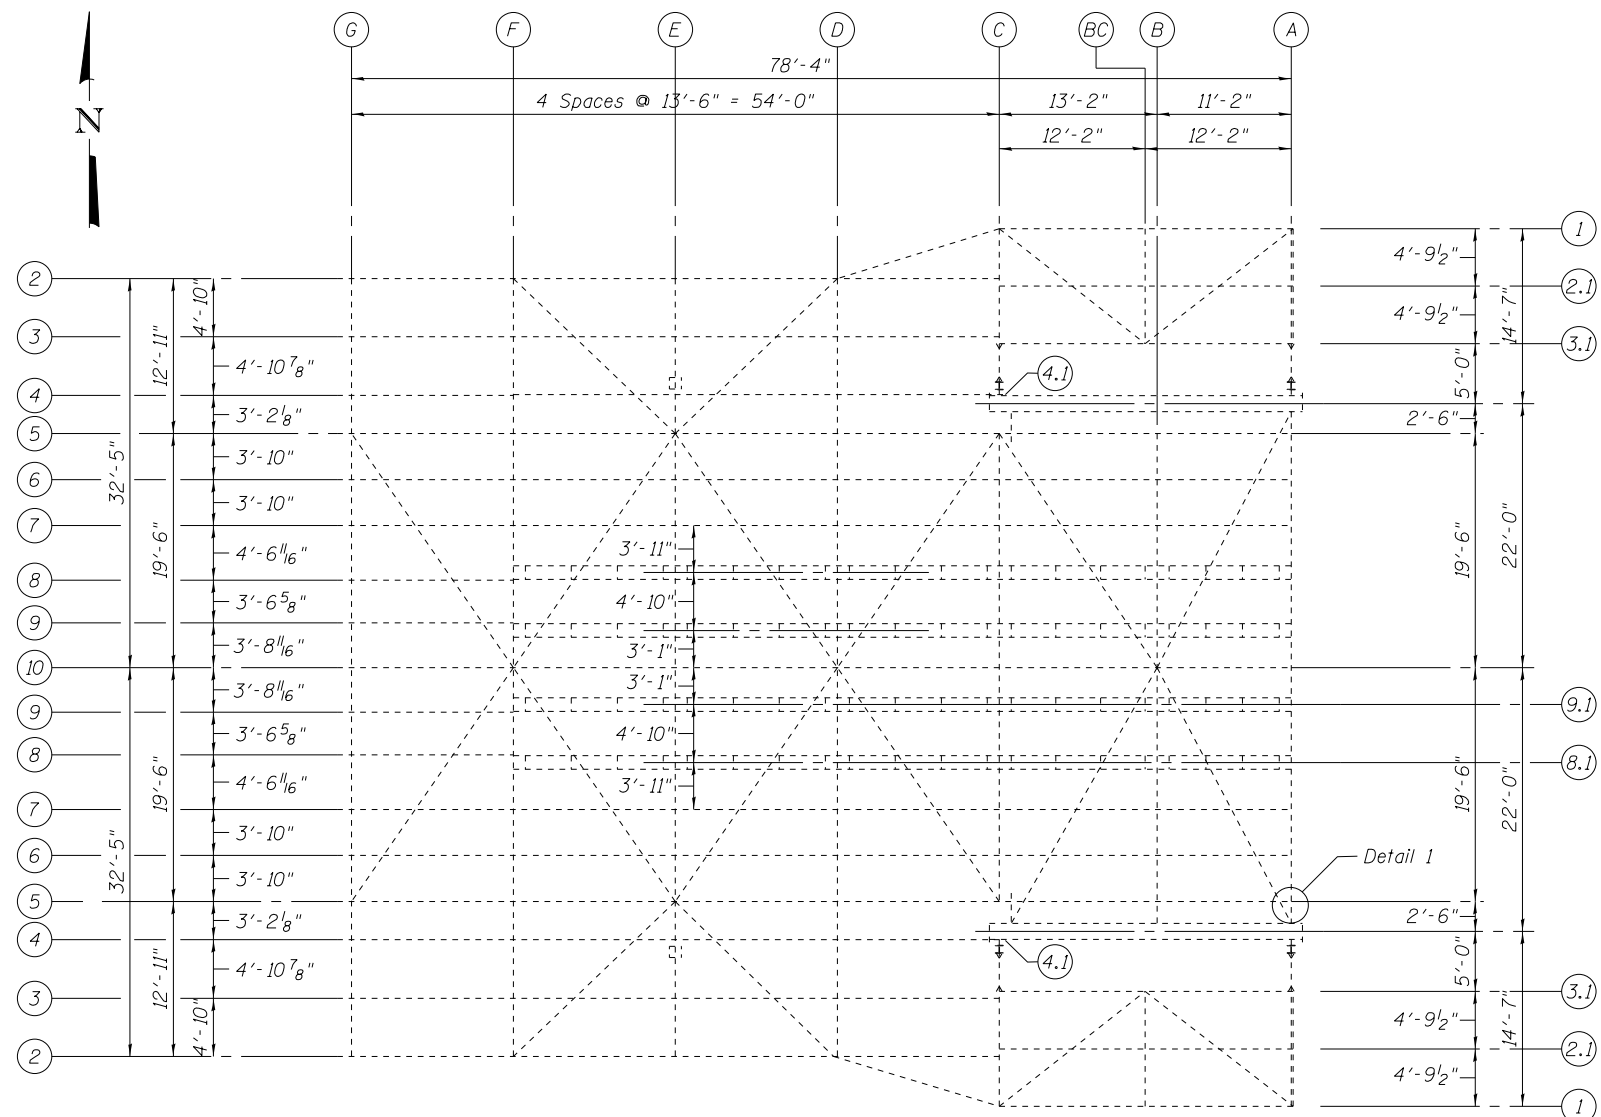 G F E D C BC B A
78'-4"
4 Spaces @ 13'-6" = 54'-0" 13'-2" 11'-2"
12'-2" 12'-2"
N
1
4'-9½"
2 2.1
4'-10" 4'-9½" 14'-7"
3 3.1
12'-11" 4'-10⅞" 4.1 5'-0"
4
3'-2⅛" 2'-6"
5
3'-10"
32'-5" 6
3'-10"
7
19'-6" 4'-6 11/16" 3'-11" 19'-6" 22'-0"
8
3'-6⅝" 4'-10"
9
3'-8 11/16" 3'-1"
10
3'-8 11/16" 3'-1"
9 9.1
3'-6⅝" 4'-10"
8 8.1
4'-6 11/16" 3'-11"
19'-6" 19'-6" 22'-0"
7
3'-10"
32'-5" 6 Detail 1
3'-10"
5
3'-2⅛" 2'-6"
4
12'-11" 4'-10⅞" 4.1 5'-0"
3 3.1
4'-10" 4'-9½" 14'-7"
2 2.1
4'-9½"
1